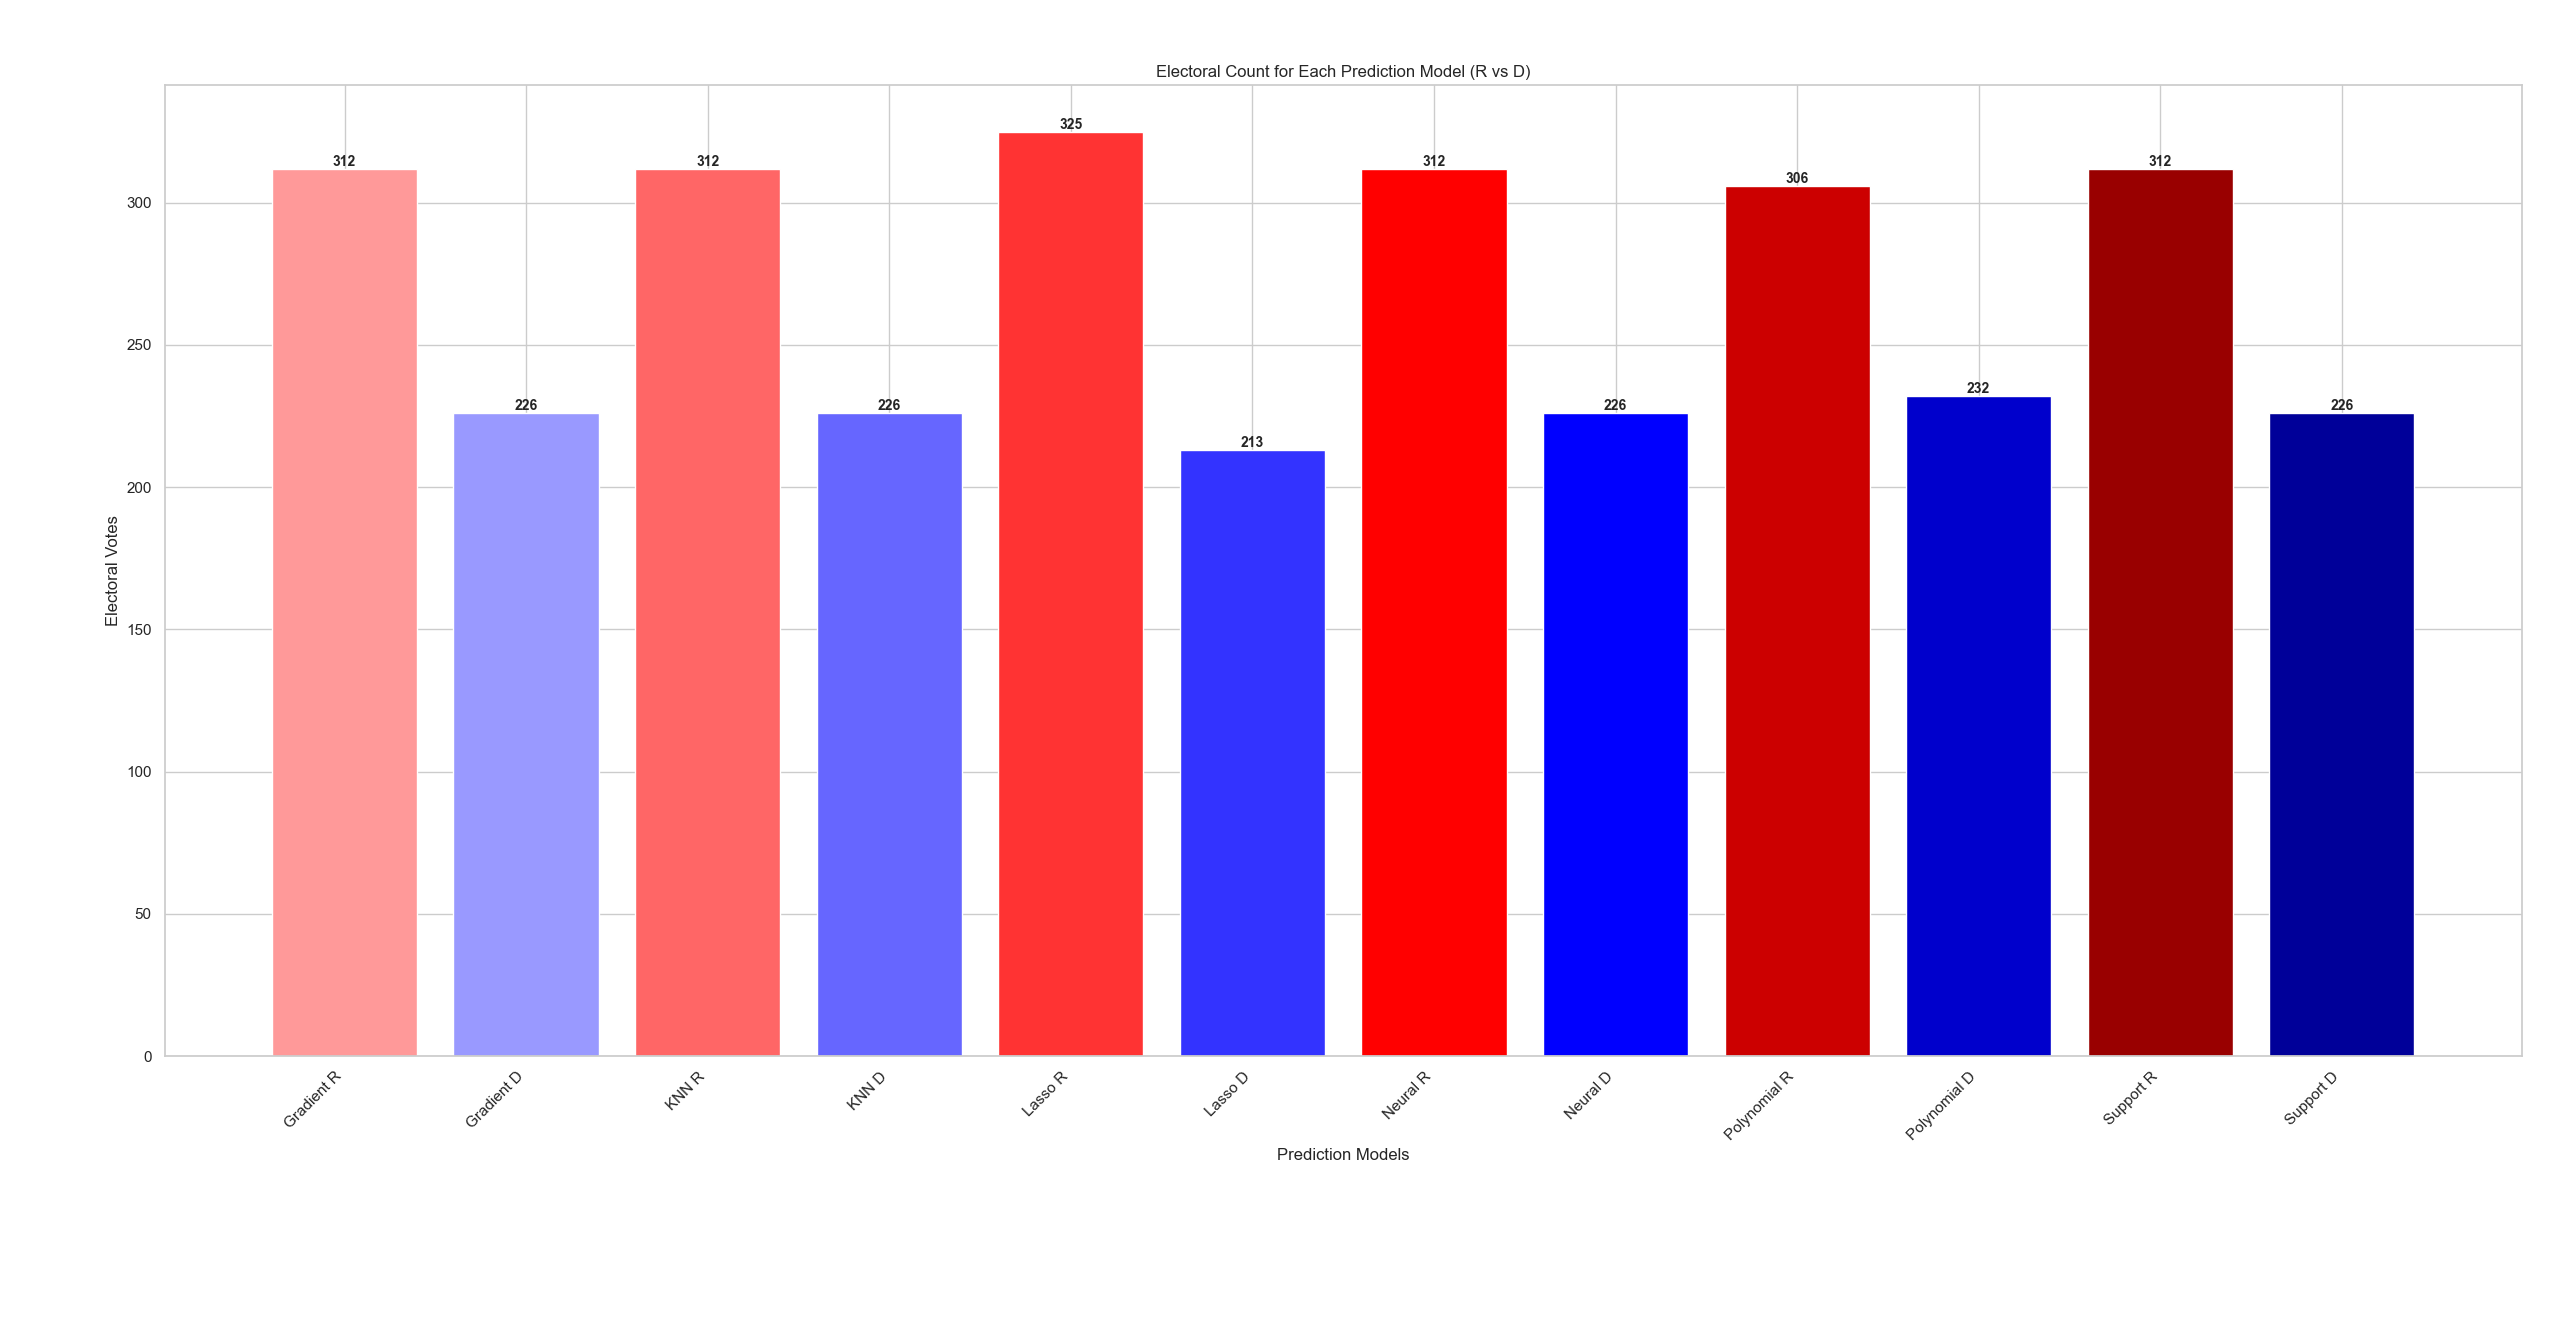 Electoral Count for Each Prediction Model (R vs D)
325
312
312
312
312
306
300
250
232
226
226
226
226
213
200
150
100
50
0
Electoral Votes
Gradient R
Gradient D
KNN R
KNN D
Lasso R
Lasso D
Neural R
Neural D
Polynomial R
Polynomial D
Support R
Support D
Prediction Models